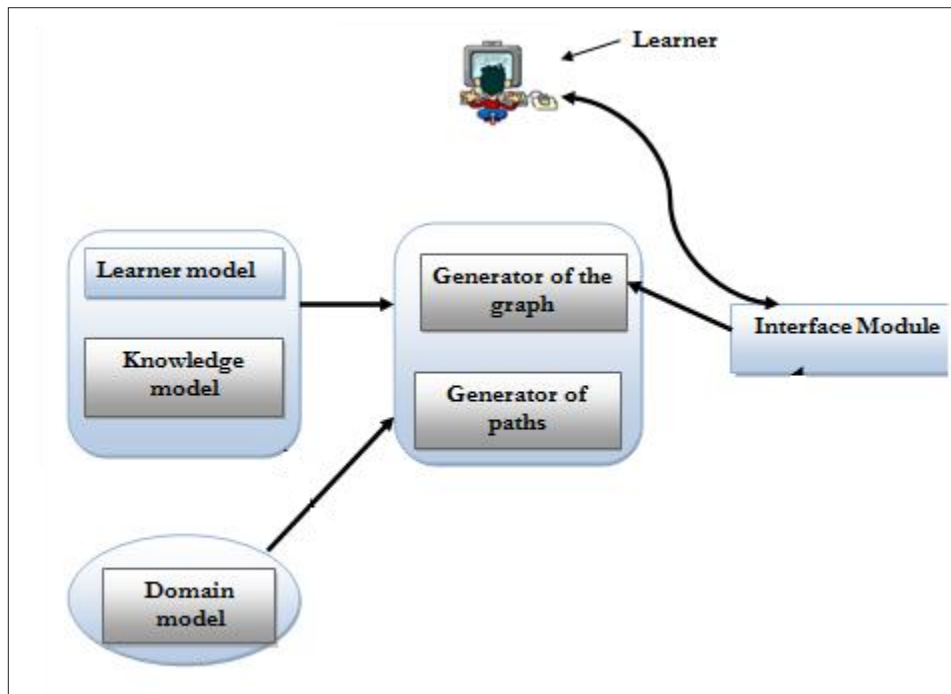 Learner
Learner model
Knowledge
model
Generator of the
graph
Generator of
paths
Interface Module
Domain
model